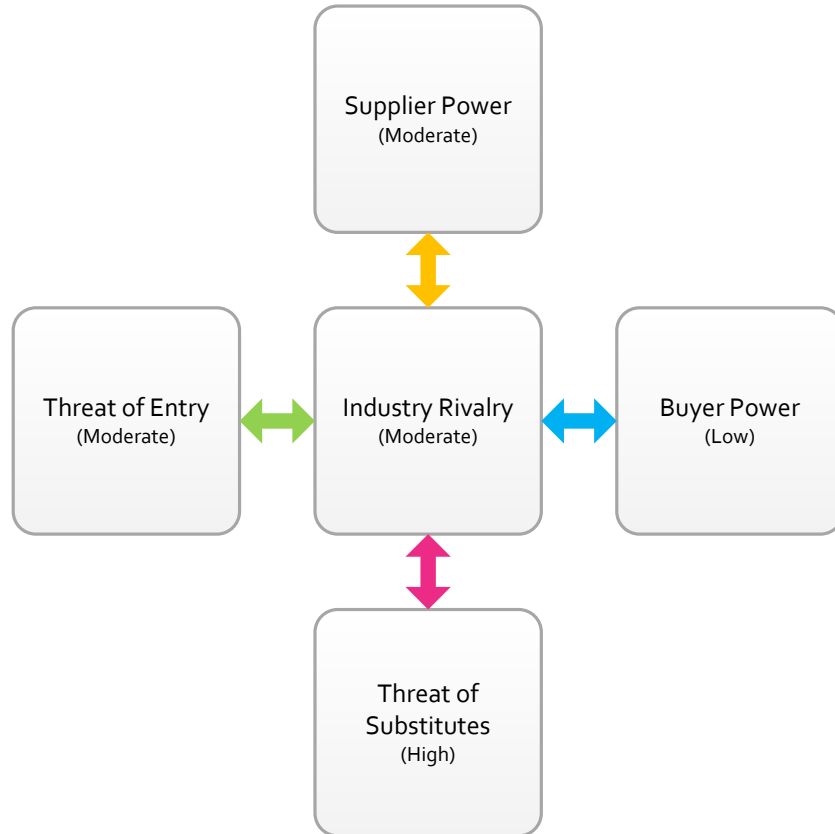 Supplier Power
(Moderate)
Threat of Entry
(Moderate)
Industry Rivalry
(Moderate)
Buyer Power
(Low)
Threat of
Substitutes
(High)